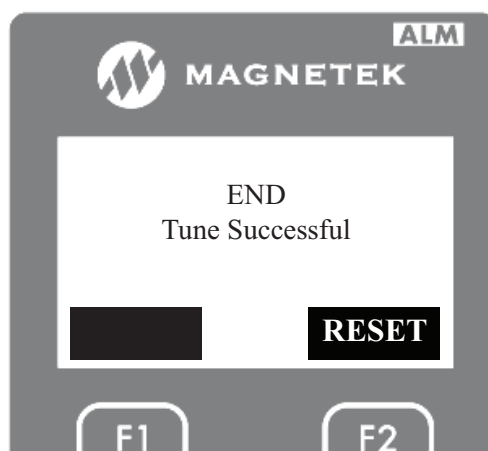 ALM
MAGNETEK
END
Tune Successful
RESET
F1 F2